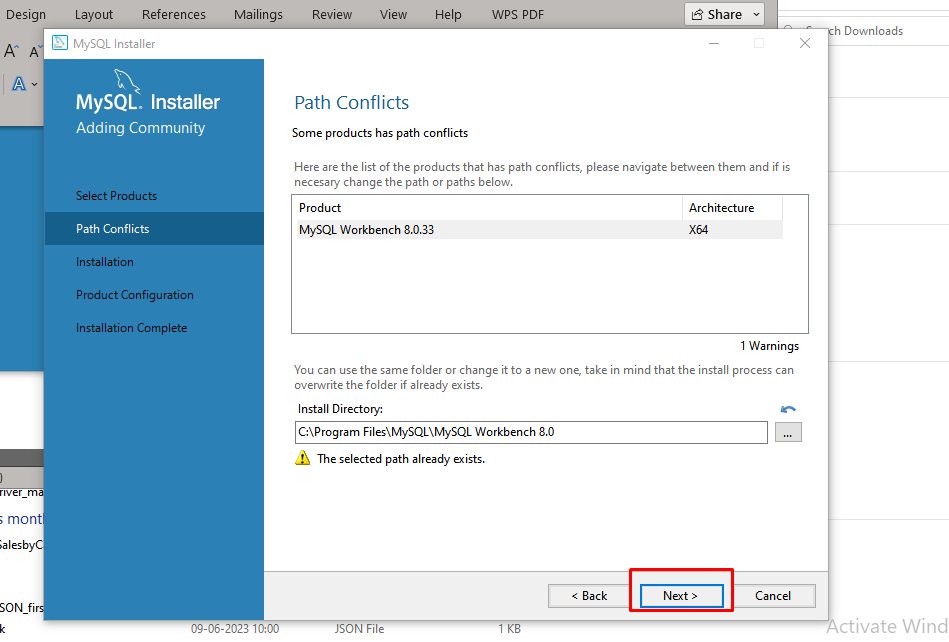 Design Layout References Mailings Review View Help WPS PDF Share
MySQL Installer
ch Downloads
A A
A
MySQL. Installer
Adding Community
Select Products
Path Conflicts
Installation
Product Configuration
Installation Complete
Path Conflicts
Some products has path conflicts
Here are the list of the products that has path conflicts, please navigate between them and if is
necesary change the path or paths below.
Product Architecture
MySQL Workbench 8.0.33 X64
1 Warnings
You can use the same folder or change it to a new one, take in mind that the install process can
overwrite the folder if already exists.
Install Directory:
C:\Program Files\MySQL\MySQL Workbench 8.0
...
The selected path already exists.
< Back Next > Cancel
)
river_ma
s month
SalesbyC
SON_firs
k 09-06-2023 10:00 JSON File 1 KB
Activate Wind